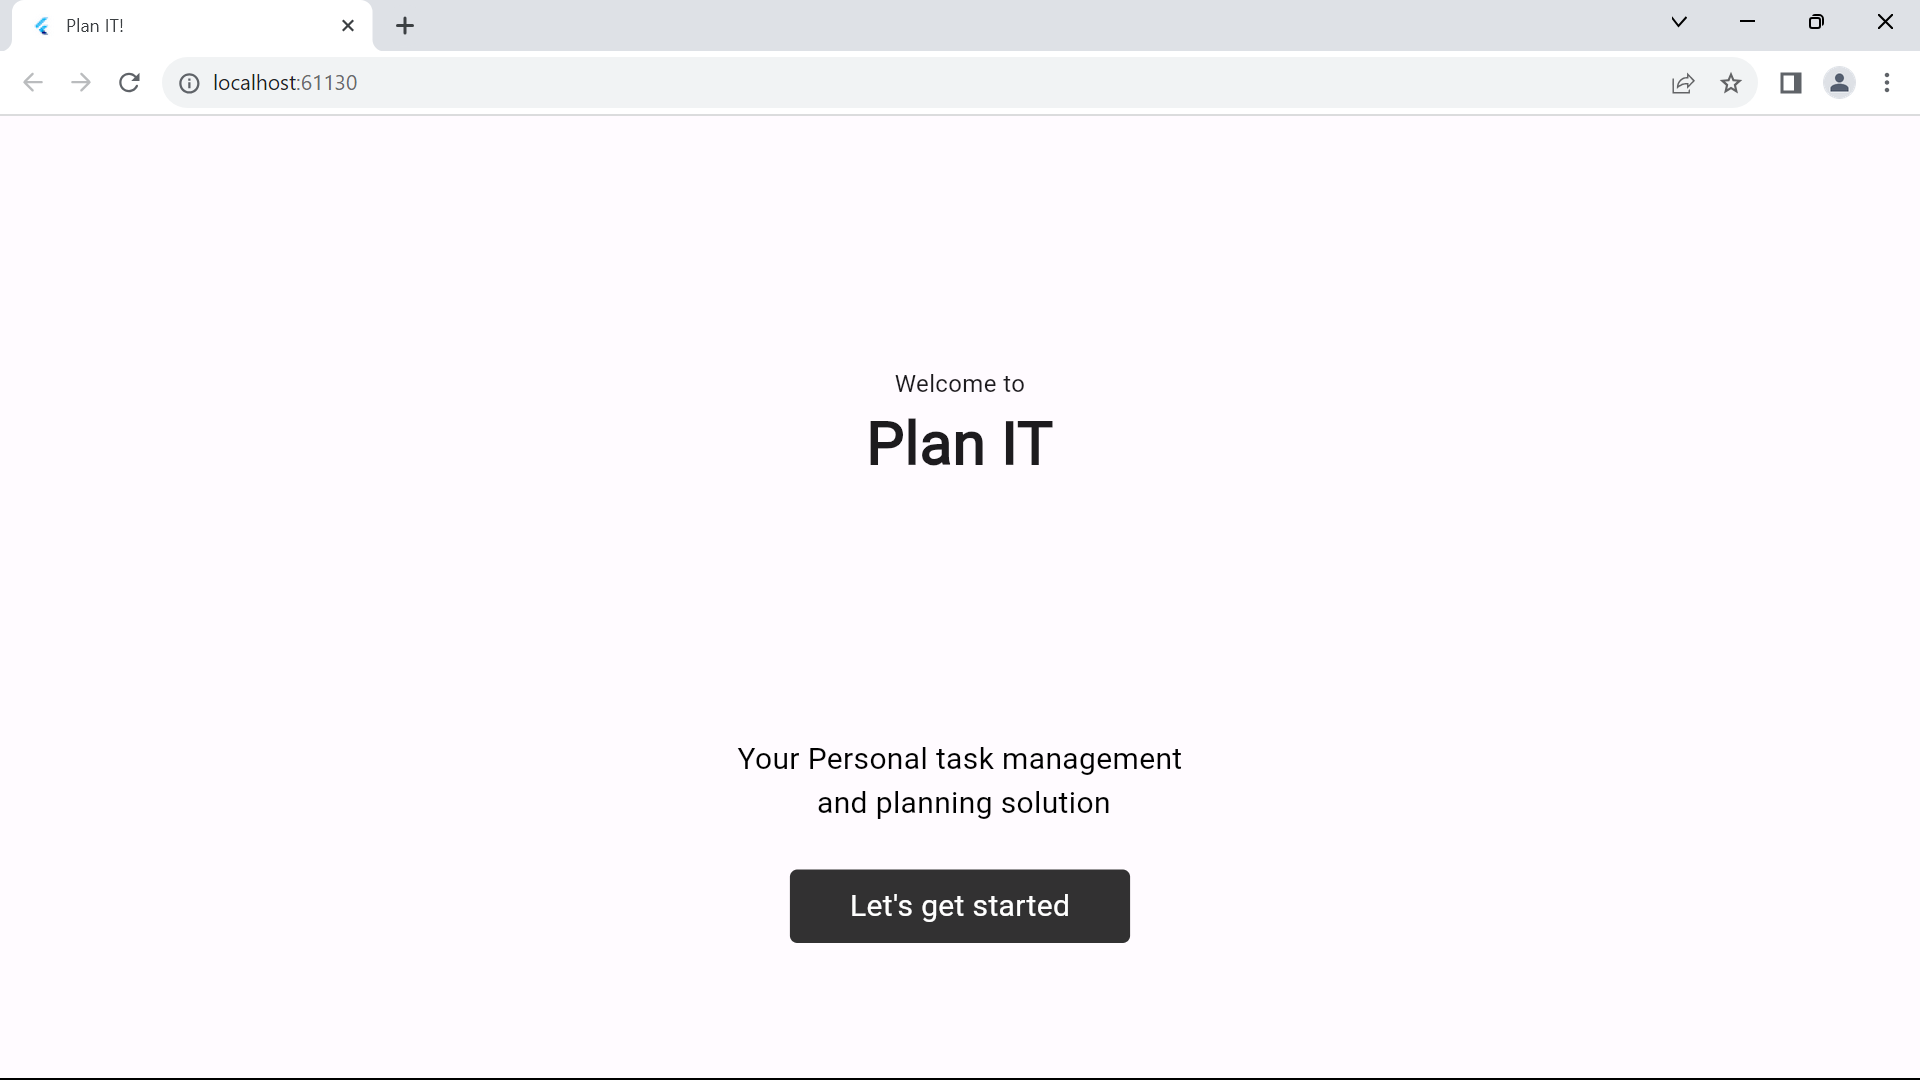 Plan IT!
localhost:61130
Welcome to
Plan IT
Your Personal task management
and planning solution
Let's get started